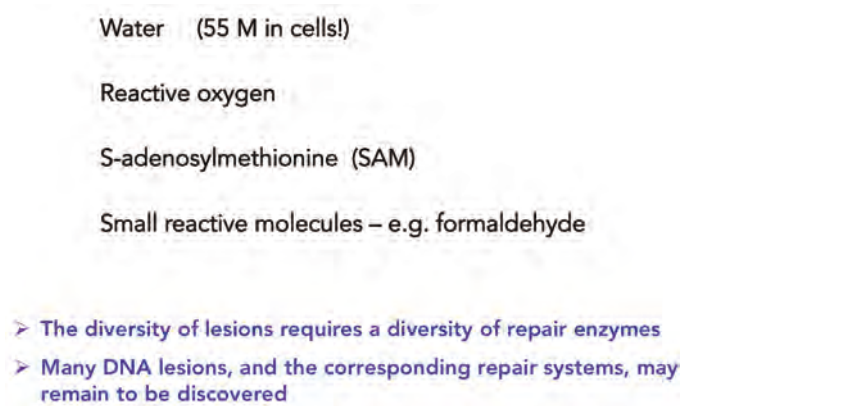 Water (55 M in cells!)
Reactive oxygen
S-adenosylmethionine (SAM)
Small reactive molecules – e.g. formaldehyde
➢ The diversity of lesions requires a diversity of repair enzymes
➢ Many DNA lesions, and the corresponding repair systems, may
remain to be discovered